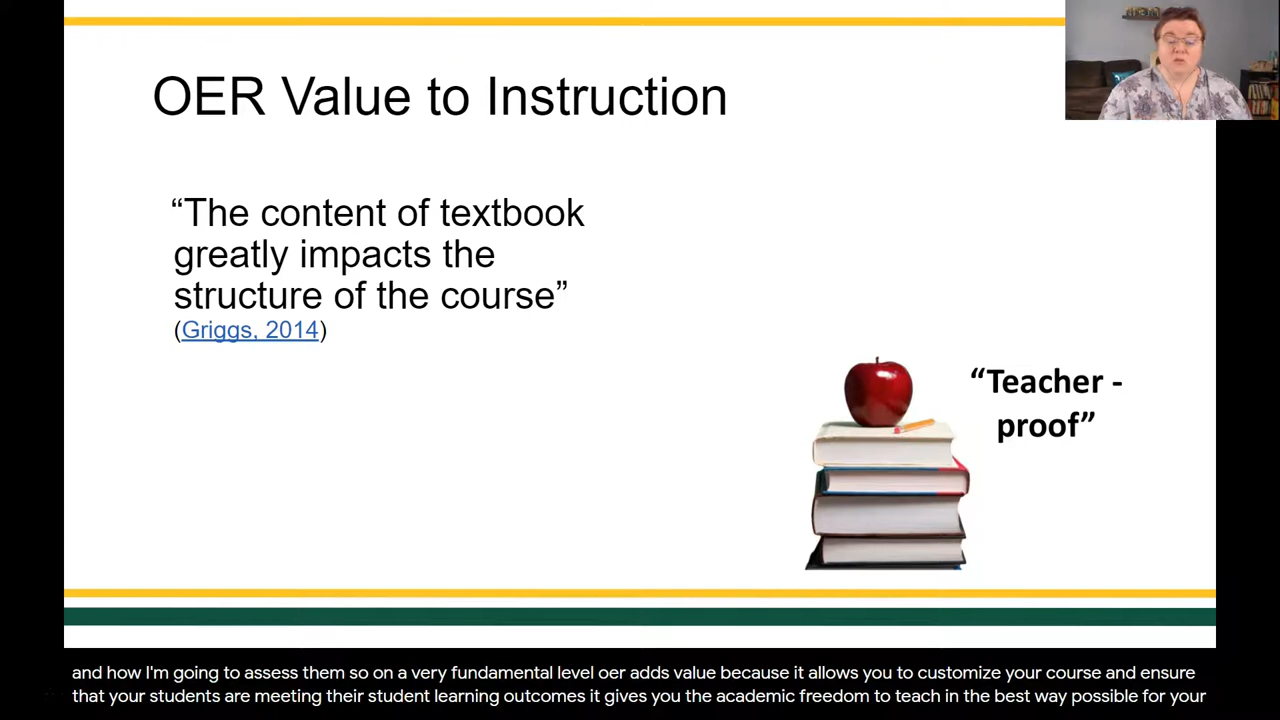 OER Value to Instruction
“The content of textbook
greatly impacts the
structure of the course”
(Griggs, 2014)
“Teacher -
proof”
and how I'm going to assess them so on a very fundamental level oer adds value because it allows you to customize your course and ensure
that your students are meeting their student learning outcomes it gives you the academic freedom to teach in the best way possible for your